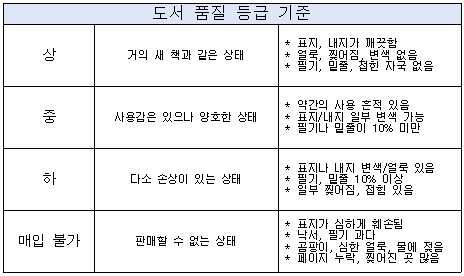 도서 품질 등급 기준
상
거의 새 책과 같은 상태
* 표지, 내지가 깨끗함
* 얼룩, 찢어짐, 변색 없음
* 필기, 밑줄, 접힌 자국 없음
중
사용감은 있으나 양호한 상태
* 약간의 사용 흔적 있음
* 표지/내지 일부 변색 가능
* 필기나 밑줄이 10% 미만
하
다소 손상이 있는 상태
* 표지나 내지 변색/얼룩 있음
* 필기, 밑줄 10% 이상
* 일부 찢어짐, 접힘 있음
매입 불가
판매할 수 없는 상태
* 표지가 심하게 훼손됨
* 낙서, 필기 과다
* 곰팡이, 심한 얼룩, 물에 젖음
* 페이지 누락, 찢어진 곳 많음